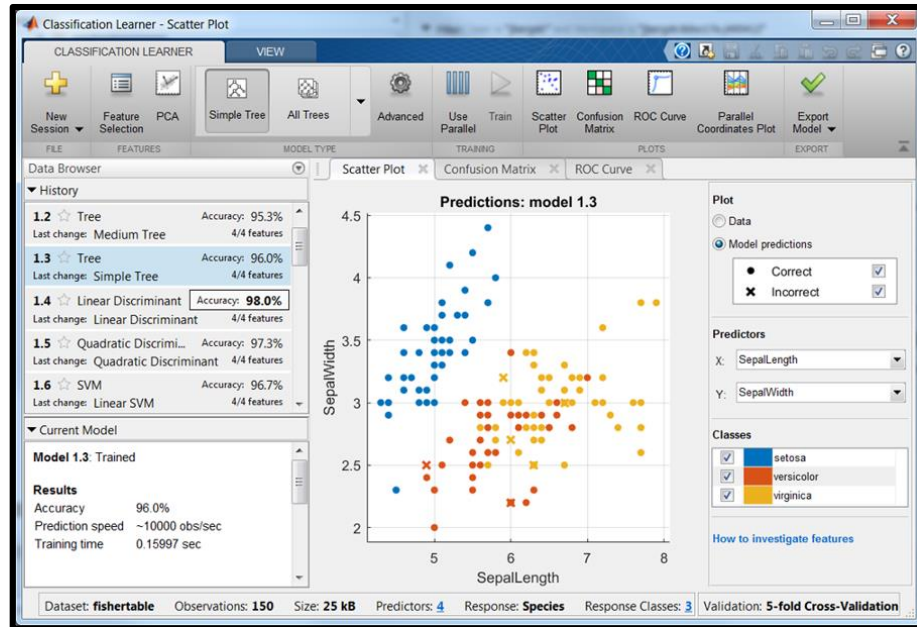 Classification Learner - Scatter Plot
CLASSIFICATION LEARNER VIEW
New Session
Feature Selection
PCA
Simple Tree
All Trees
Advanced
Use Parallel
Train
Scatter Plot
Confusion Matrix
ROC Curve
Parallel Coordinates Plot
Export Model
FILE FEATURES MODEL TYPE TRAINING PLOTS EXPORT
Data Browser
History
1.2 Tree Accuracy: 95.3%
Last change: Medium Tree 4/4 features
1.3 Tree Accuracy: 96.0%
Last change: Simple Tree 4/4 features
1.4 Linear Discriminant Accuracy: 98.0%
Last change: Linear Discriminant 4/4 features
1.5 Quadratic Discrimi... Accuracy: 97.3%
Last change: Quadratic Discriminant 4/4 features
1.6 SVM Accuracy: 96.7%
Last change: Linear SVM 4/4 features
Current Model
Model 1.3: Trained
Results
Accuracy 96.0%
Prediction speed ~10000 obs/sec
Training time 0.15997 sec
Scatter Plot Confusion Matrix ROC Curve
Predictions: model 1.3
4.5
4
3.5
3
2.5
2
SepalWidth
5 6 7 8
SepalLength
Plot
Data
Model predictions
Correct
Incorrect
Predictors
X: SepalLength
Y: SepalWidth
Classes
setosa
versicolor
virginica
How to investigate features
Dataset: fishertable Observations: 150 Size: 25 kB Predictors: 4 Response: Species Response Classes: 3 Validation: 5-fold Cross-Validation